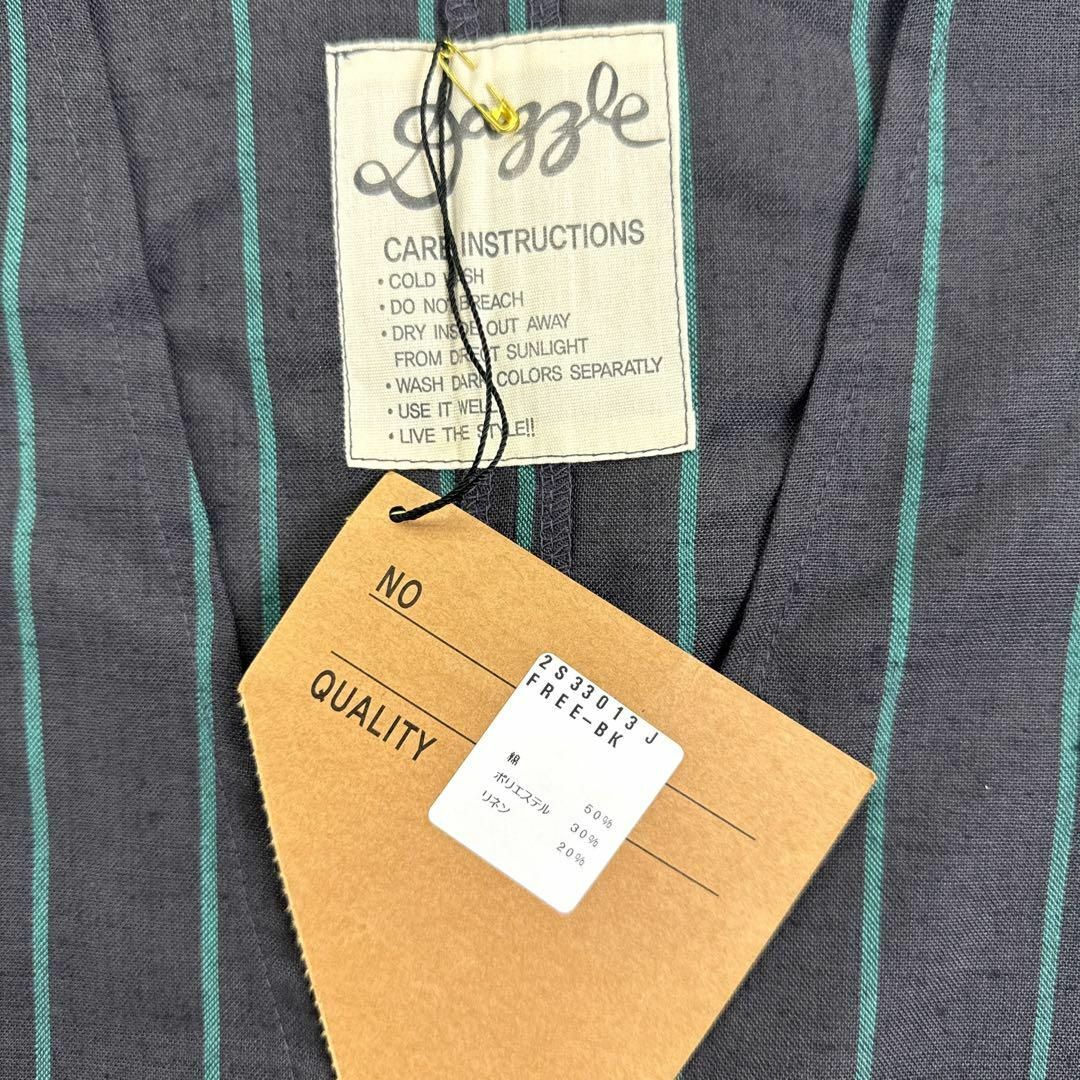 Dazzle
CARE INSTRUCTIONS
• COLD WASH
• DO NOT BREACH
• DRY INSIDE OUT AWAY
FROM DIRECT SUNLIGHT
• WASH DARK COLORS SEPARATLY
• USE IT WELL
• LIVE THE STYLE!!
NO
QUALITY
2S33013J
FREE-BK
綿 50%
ポリエステル 30%
リネン 20%